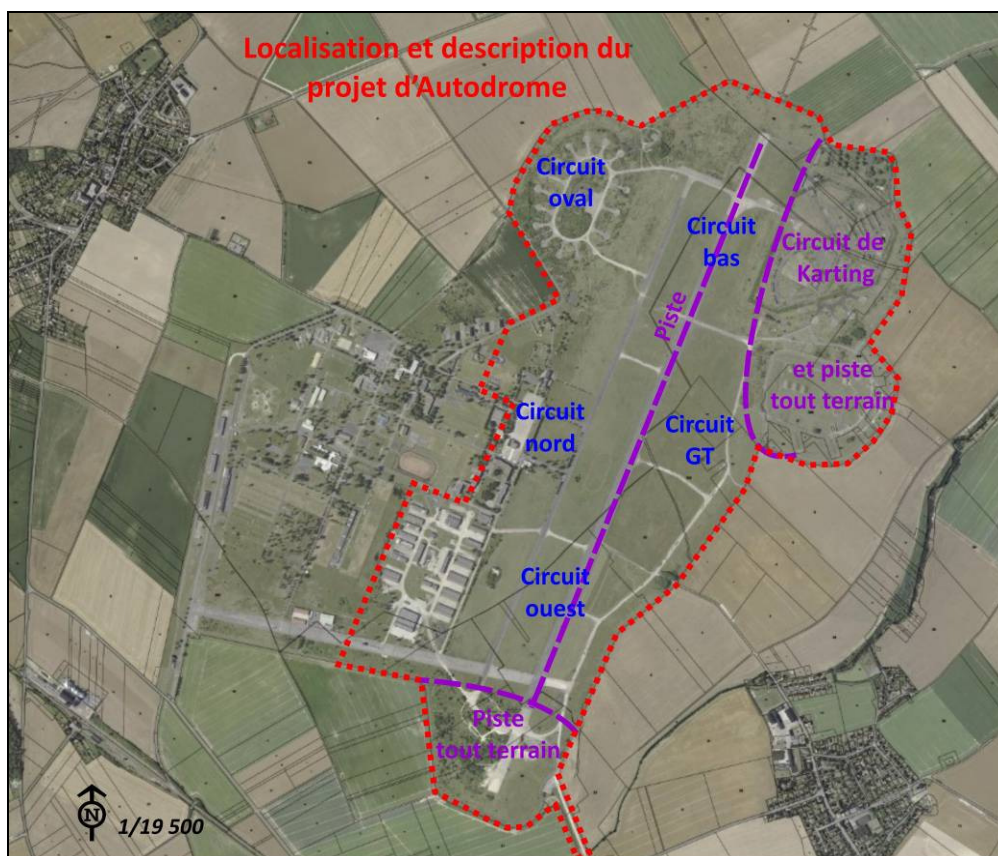 Localisation et description du
projet d'Autodrome
Circuit
oval
Circuit
bas
Circuit de
Karting
Piste
et piste
tout terrain
Circuit
nord
Circuit
GT
Circuit
ouest
Piste
tout terrain
N
1/19 500